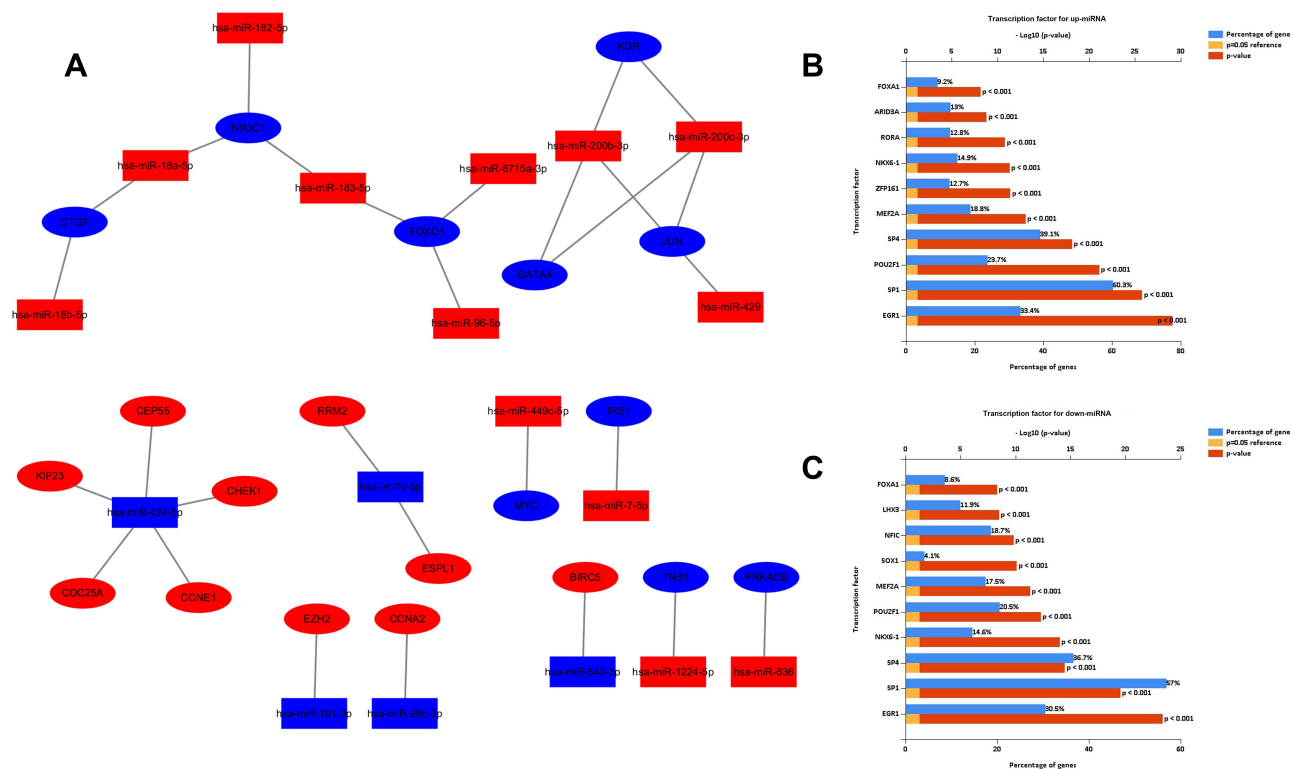 A
hsa-miR-182-5p
KDR
NR3C1
hsa-miR-200b-3p
hsa-miR-200c-3p
hsa-miR-18a-5p
hsa-miR-6715a-3p
hsa-miR-183-5p
CTGF
FOXO1
JUN
GATA4
hsa-miR-18b-5p
hsa-miR-96-5p
hsa-miR-429
CEP55
RRM2
hsa-miR-449c-5p
IRS1
KIF23
CHEK1
hsa-miR-424-5p
hsa-let-7c-5p
MYC
hsa-miR-7-5p
CDC25A
CCNE1
ESPL1
BIRC5
TNS1
PRKACB
EZH2
CCNA2
hsa-miR-542-3p
hsa-miR-1224-5p
hsa-miR-636
hsa-miR-101-3p
hsa-miR-29c-3p
B
Transcription factor for up-miRNA
- Log10 (p-value)
0 5 10 15 20 25 30
Percentage of gene
p=0.05 reference
p-value
Transcription factor
FOXA1 9.2% p < 0.001
ARID3A 13% p < 0.001
RORA 12.8% p < 0.001
NKX6-1 14.9% p < 0.001
ZFP161 12.7% p < 0.001
MEF2A 18.8% p < 0.001
SP4 39.1% p < 0.001
POU2F1 23.7% p < 0.001
SP1 60.3% p < 0.001
EGR1 33.4% p < 0.001
0 20 40 60 80
Percentage of genes
C
Transcription factor for down-miRNA
- Log10 (p-value)
0 5 10 15 20 25
Percentage of gene
p=0.05 reference
p-value
Transcription factor
FOXA1 8.6% p < 0.001
LHX3 11.9% p < 0.001
NFIC 18.7% p < 0.001
SOX1 4.1% p < 0.001
MEF2A 17.5% p < 0.001
POU2F1 20.5% p < 0.001
NKX6-1 14.6% p < 0.001
SP4 36.7% p < 0.001
SP1 57% p < 0.001
EGR1 30.5% p < 0.001
0 20 40 60
Percentage of genes